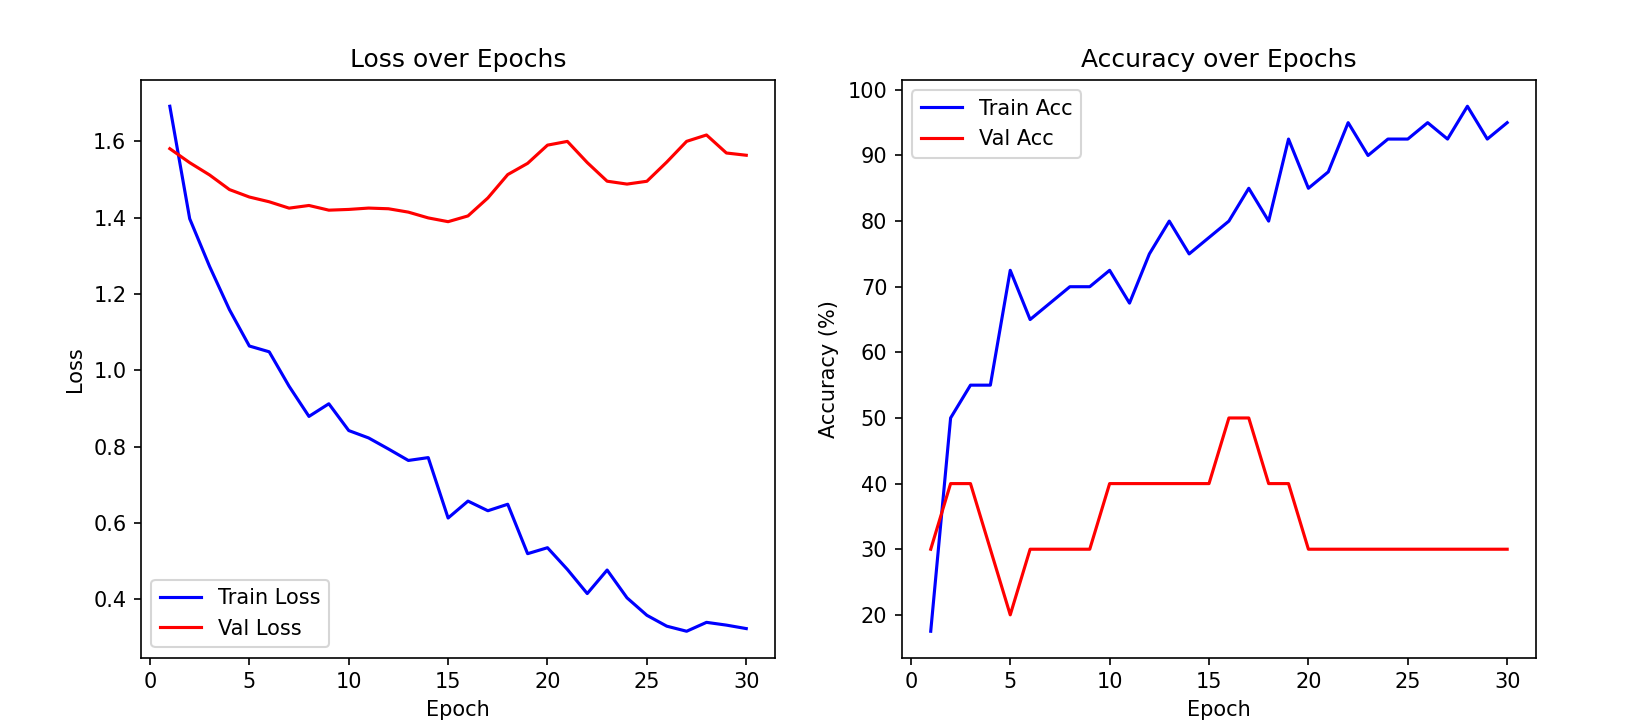 Loss over Epochs
Loss
1.6
1.4
1.2
1.0
0.8
0.6
0.4
Train Loss
Val Loss
0 5 10 15 20 25 30
Epoch
Accuracy over Epochs
Accuracy (%)
100
90
80
70
60
50
40
30
20
Train Acc
Val Acc
0 5 10 15 20 25 30
Epoch